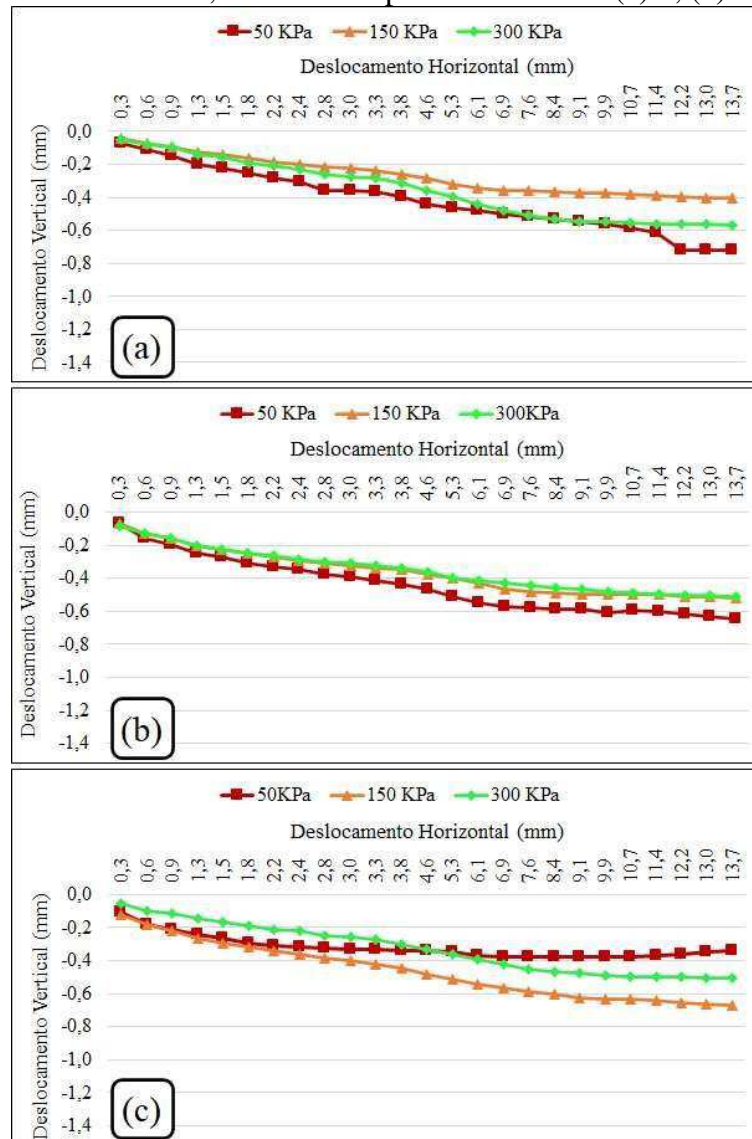 50 KPa 150 KPa 300 KPa
Deslocamento Horizontal (mm)
0,3 0,6 0,9 1,3 1,5 1,8 2,2 2,4 2,8 3,0 3,3 3,8 4,6 5,3 6,1 6,9 7,6 8,4 9,1 9,9 10,7 11,4 12,2 13,0 13,7
Deslocamento Vertical (mm)
0,0
-0,2
-0,4
-0,6
-0,8
-1,0
-1,2
-1,4
(a)
50 KPa 150 KPa 300KPa
Deslocamento Horizontal (mm)
0,3 0,6 0,9 1,3 1,5 1,8 2,2 2,4 2,8 3,0 3,3 3,8 4,6 5,3 6,1 6,9 7,6 8,4 9,1 9,9 10,7 11,4 12,2 13,0 13,7
Deslocamento Vertical (mm)
0,0
-0,2
-0,4
-0,6
-0,8
-1,0
-1,2
-1,4
(b)
50KPa 150 KPa 300 KPa
Deslocamento Horizontal (mm)
0,3 0,6 0,9 1,3 1,5 1,8 2,2 2,4 2,8 3,0 3,3 3,8 4,6 5,3 6,1 6,9 7,6 8,4 9,1 9,9 10,7 11,4 12,2 13,0 13,7
Deslocamento Vertical (mm)
0,0
-0,2
-0,4
-0,6
-0,8
-1,0
-1,2
-1,4
(c)